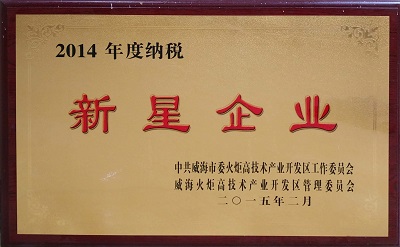 2014 年度纳税
新星企业
中共威海市委火炬高技术产业开发区工作委员会
威海火炬高技术产业开发区管理委员会
二〇一五年二月